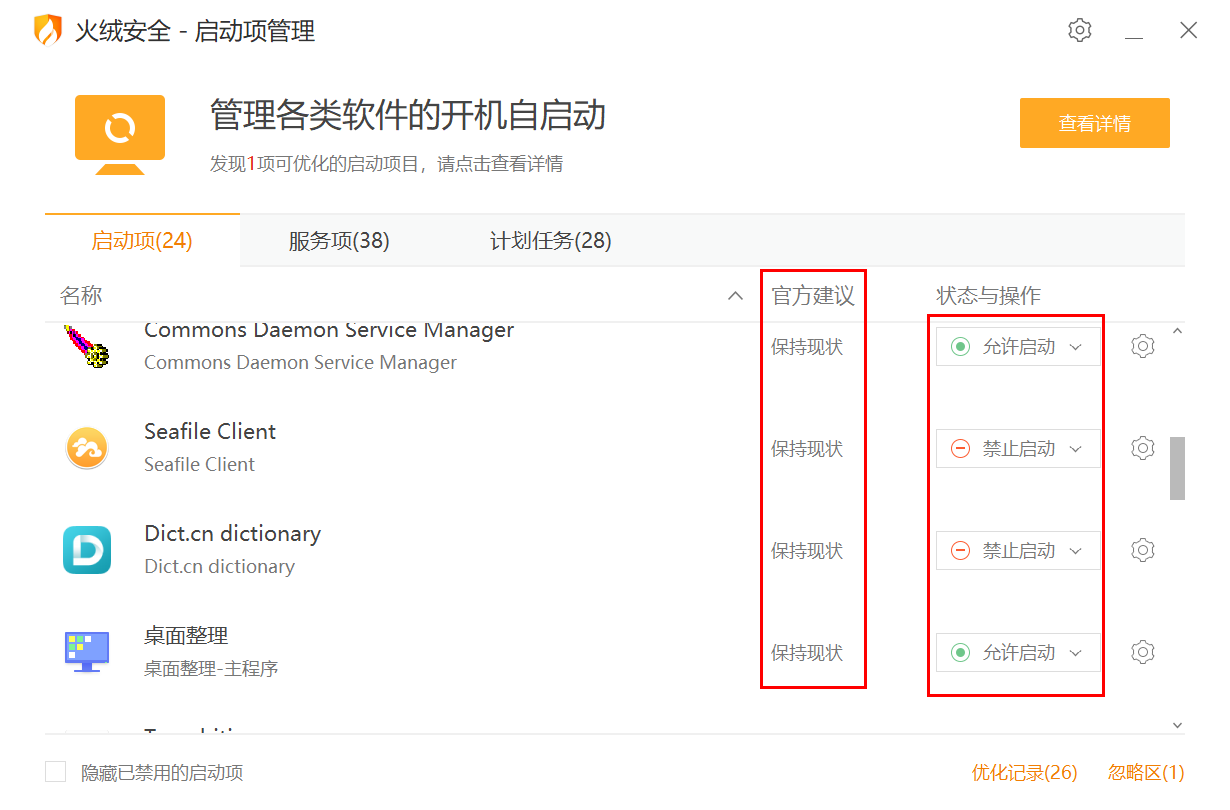 火绒安全 - 启动项管理
管理各类软件的开机自启动
发现1项可优化的启动项目，请点击查看详情
查看详情
启动项(24) 服务项(38) 计划任务(28)
名称 官方建议 状态与操作
Commons Daemon Service Manager
Commons Daemon Service Manager
保持现状 允许启动
Seafile Client
Seafile Client
保持现状 禁止启动
Dict.cn dictionary
Dict.cn dictionary
保持现状 禁止启动
桌面整理
桌面整理-主程序
保持现状 允许启动
隐藏已禁用的启动项 优化记录(26) 忽略区(1)